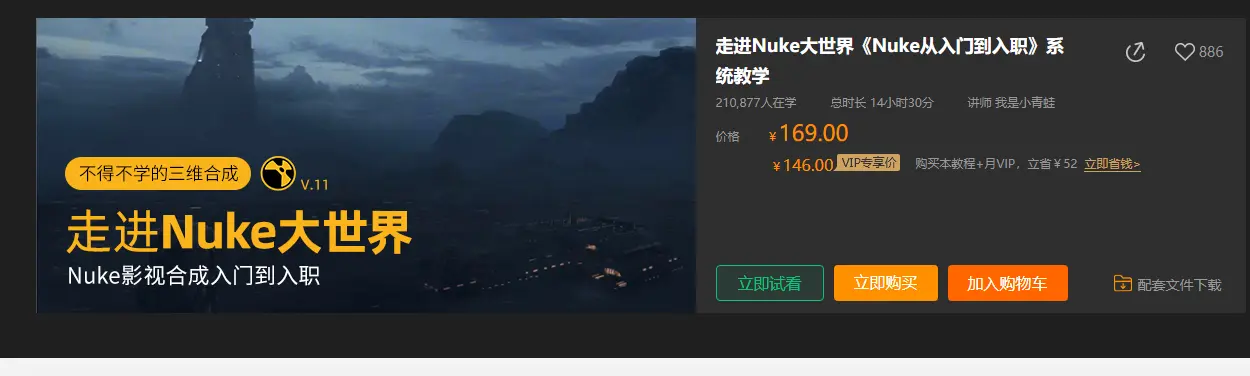 不得不学的三维合成
V.11
走进Nuke大世界
Nuke影视合成入门到入职
走进Nuke大世界《Nuke从入门到入职》系
统教学
886
210,877人在学 总时长 14小时30分 讲师 我是小青蛙
价格 ¥ 169.00
¥ 146.00 VIP专享价 购买本教程+月VIP，立省￥52 立即省钱>
立即试看 立即购买 加入购物车 配套文件下载